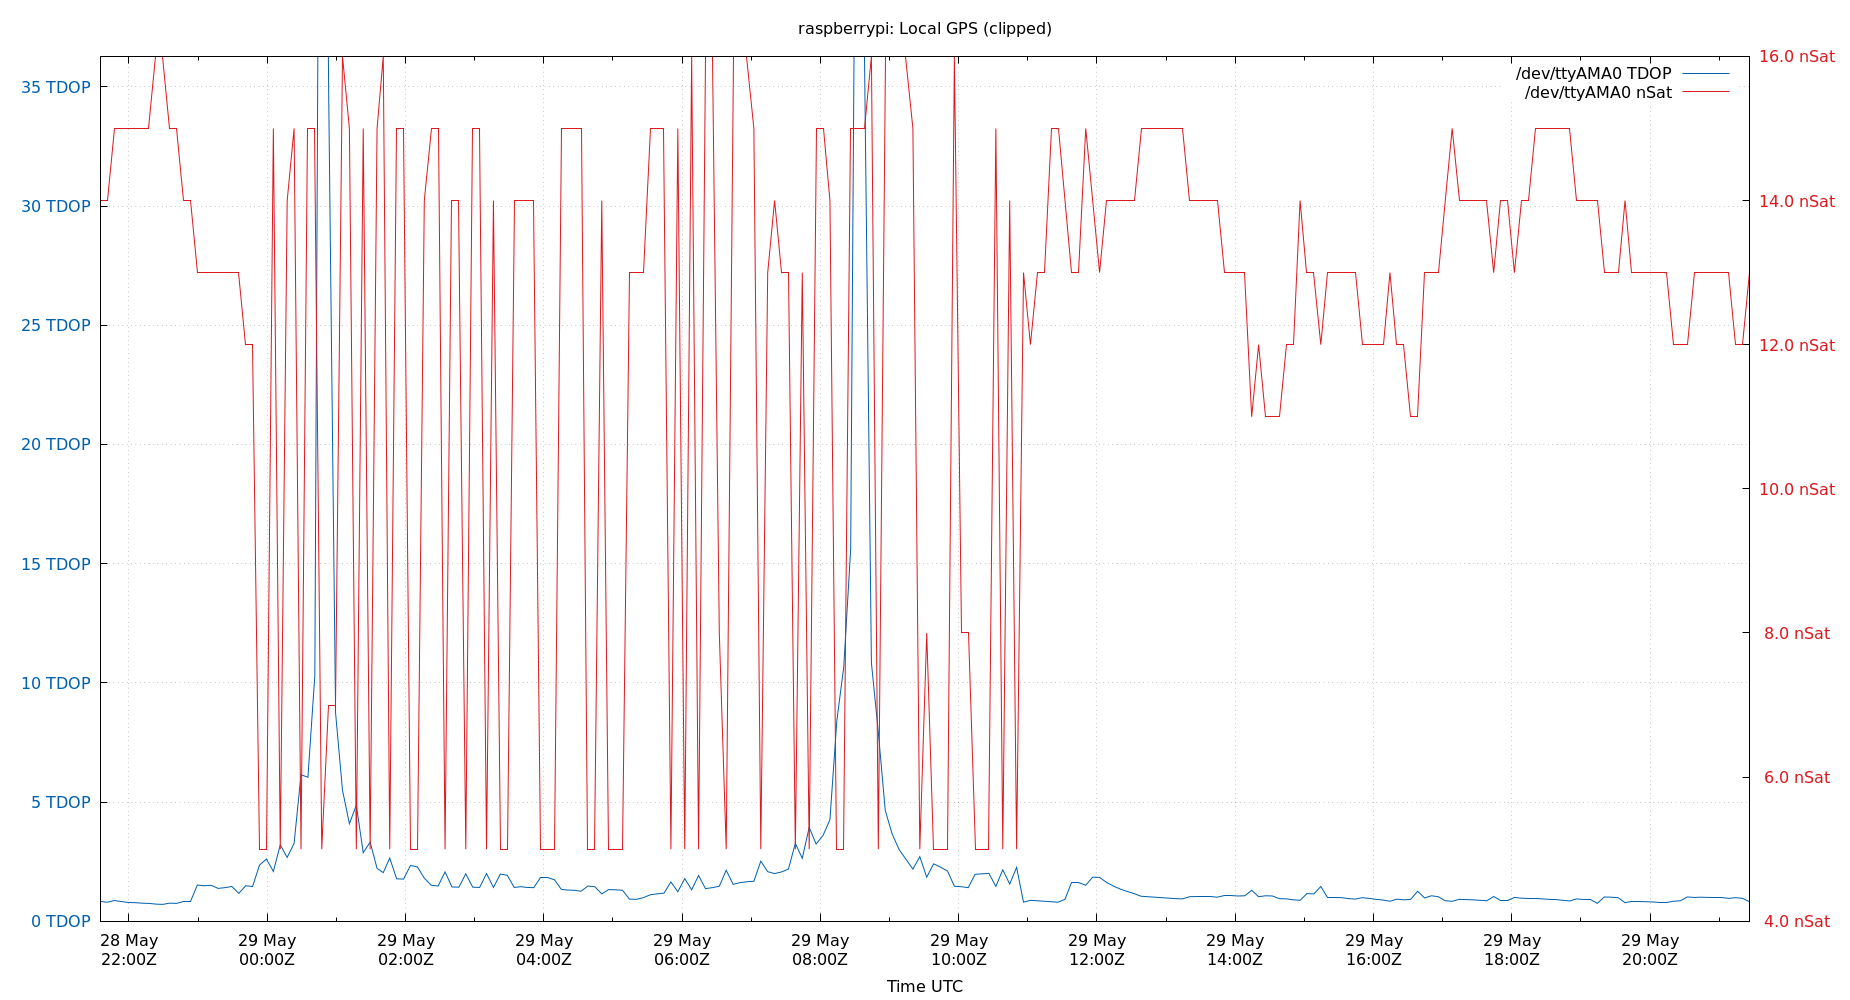 raspberrypi: Local GPS (clipped)
/dev/ttyAMA0 TDOP
/dev/ttyAMA0 nSat
35 TDOP
30 TDOP
25 TDOP
20 TDOP
15 TDOP
10 TDOP
5 TDOP
0 TDOP
16.0 nSat
14.0 nSat
12.0 nSat
10.0 nSat
8.0 nSat
6.0 nSat
4.0 nSat
28 May
22:00Z
29 May
00:00Z
29 May
02:00Z
29 May
04:00Z
29 May
06:00Z
29 May
08:00Z
29 May
10:00Z
29 May
12:00Z
29 May
14:00Z
29 May
16:00Z
29 May
18:00Z
29 May
20:00Z
Time UTC